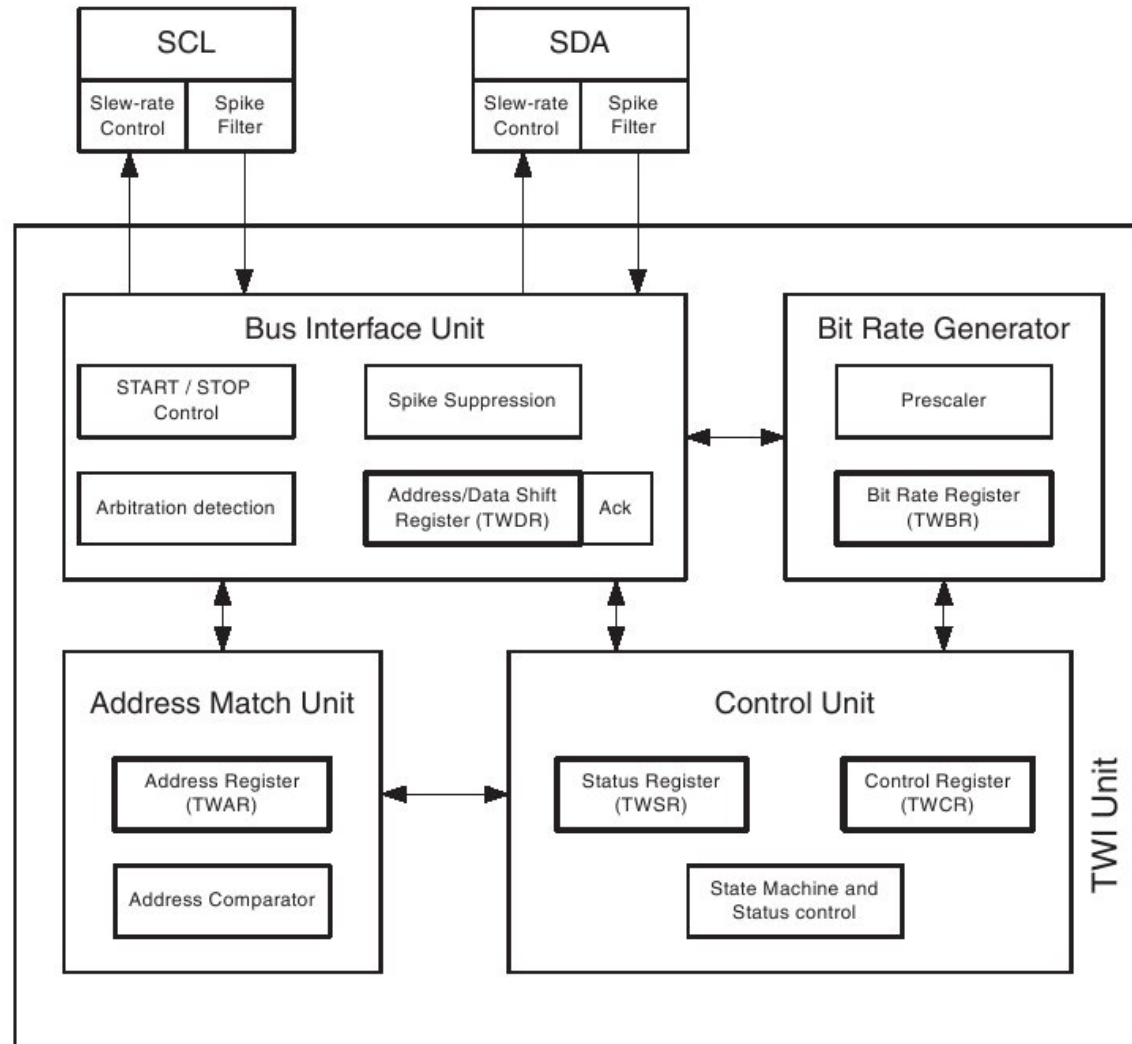 SCL
SDA
Slew-rate
Control
Spike
Filter
Slew-rate
Control
Spike
Filter
Bus Interface Unit
START / STOP
Control
Spike Suppression
Arbitration detection
Address/Data Shift
Register (TWDR)
Ack
Bit Rate Generator
Prescaler
Bit Rate Register
(TWBR)
Address Match Unit
Address Register
(TWAR)
Address Comparator
Control Unit
Status Register
(TWSR)
Control Register
(TWCR)
State Machine and
Status control
TWI Unit